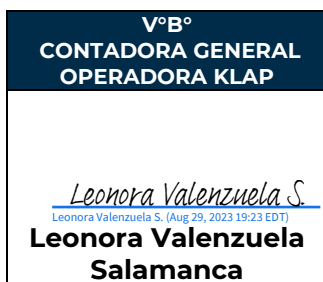 V°B°
CONTADORA GENERAL
OPERADORA KLAP
Leonora Valenzuela S.
Leonora Valenzuela S. (Aug 29, 2023 19:23 EDT)
Leonora Valenzuela
Salamanca